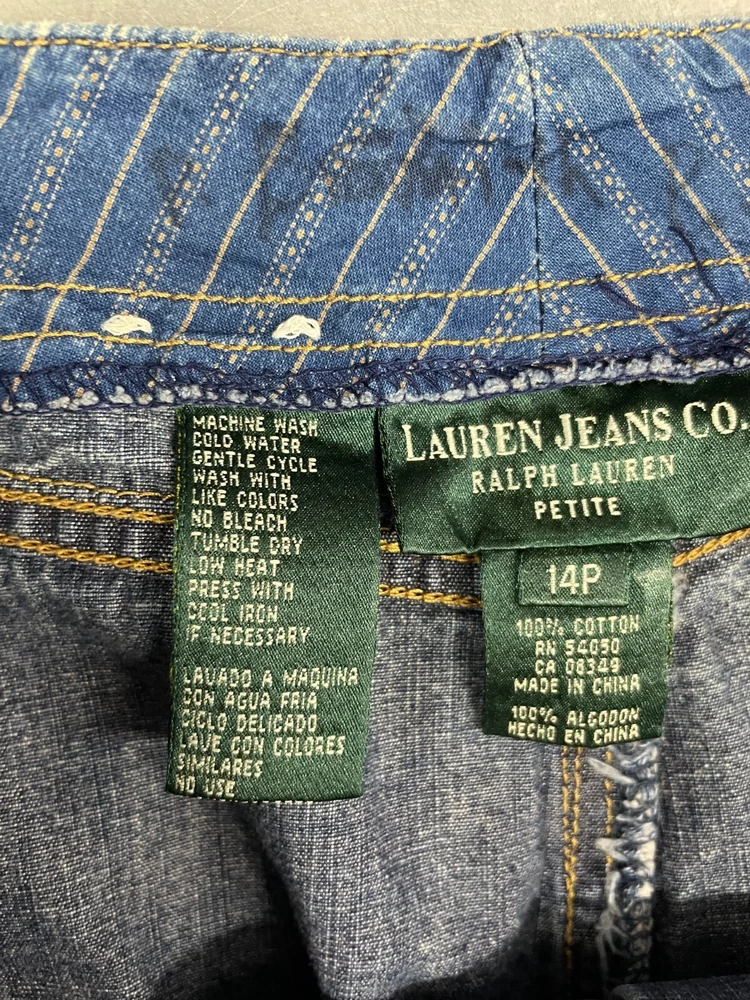 MACHINE WASH
COLD WATER
GENTLE CYCLE
WASH WITH
LIKE COLORS
NO BLEACH
TUMBLE DRY
LOW HEAT
PRESS WITH
COOL IRON
IF NECESSARY
LAVADO A MAQUINA
CON AGUA FRIA
CICLO DELICADO
LAVE CON COLORES
SIMILARES
NO USE
LAUREN JEANS CO.
RALPH LAUREN
PETITE
14P
100% COTTON
RN 54050
CA 08349
MADE IN CHINA
100% ALGODON
HECHO EN CHINA